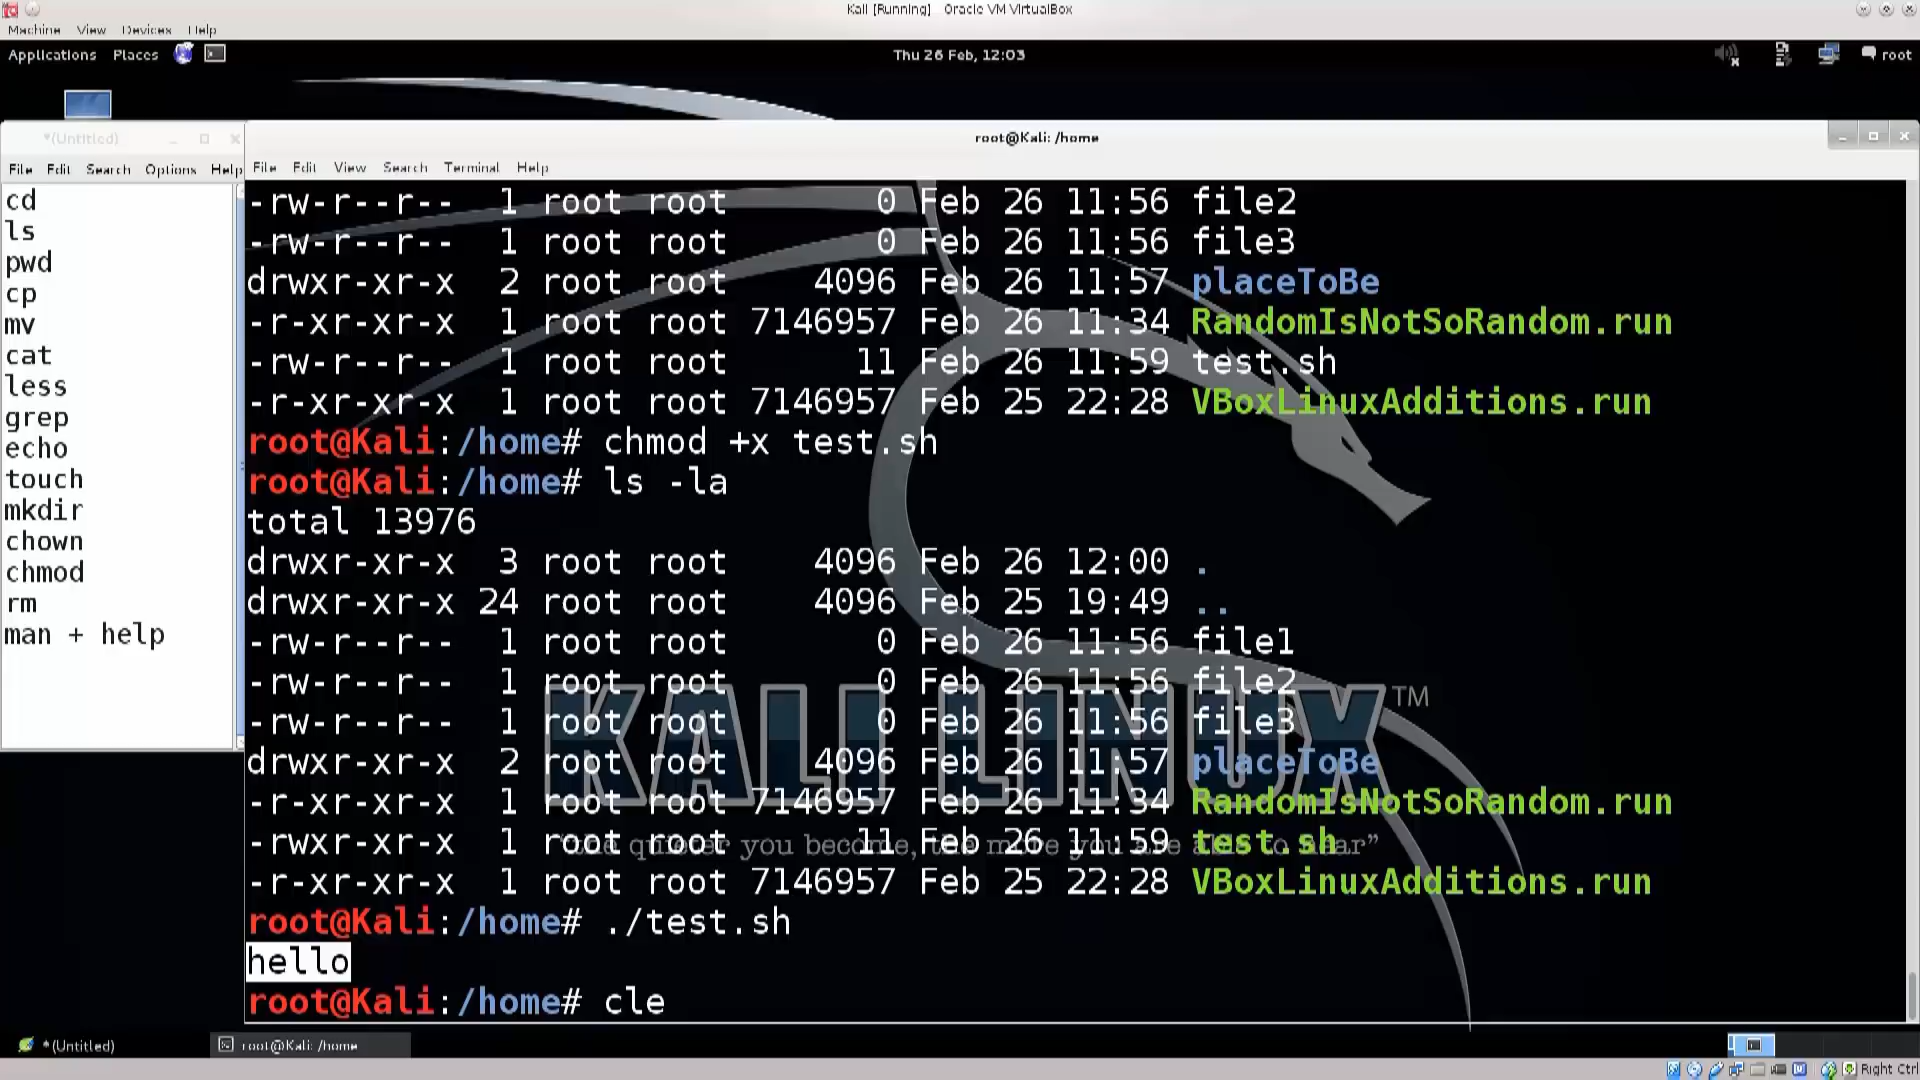 Kali [Running] - Oracle VM VirtualBox
Machine View Devices Help
Applications Places
Thu 26 Feb, 12:03
root
*(Untitled)
File Edit Search Options Help
cd
ls
pwd
cp
mv
cat
less
grep
echo
touch
mkdir
chown
chmod
rm
man + help
root@Kali: /home
File Edit View Search Terminal Help
-rw-r--r-- 1 root root 0 Feb 26 11:56 file2
-rw-r--r-- 1 root root 0 Feb 26 11:56 file3
drwxr-xr-x 2 root root 4096 Feb 26 11:57 placeToBe
-r-xr-xr-x 1 root root 7146957 Feb 26 11:34 RandomIsNotSoRandom.run
-rw-r--r-- 1 root root 11 Feb 26 11:59 test.sh
-r-xr-xr-x 1 root root 7146957 Feb 25 22:28 VBoxLinuxAdditions.run
root@Kali:/home# chmod +x test.sh
root@Kali:/home# ls -la
total 13976
drwxr-xr-x 3 root root 4096 Feb 26 12:00 .
drwxr-xr-x 24 root root 4096 Feb 25 19:49 ..
-rw-r--r-- 1 root root 0 Feb 26 11:56 file1
-rw-r--r-- 1 root root 0 Feb 26 11:56 file2
-rw-r--r-- 1 root root 0 Feb 26 11:56 file3
drwxr-xr-x 2 root root 4096 Feb 26 11:57 placeToBe
-r-xr-xr-x 1 root root 7146957 Feb 26 11:34 RandomIsNotSoRandom.run
-rwxr-xr-x 1 root root 11 Feb 26 11:59 test.sh
-r-xr-xr-x 1 root root 7146957 Feb 25 22:28 VBoxLinuxAdditions.run
root@Kali:/home# ./test.sh
hello
root@Kali:/home# cle
KALI LINUX TM
"the quieter you become, the more you are able to hear"
*(Untitled)
root@Kali: /home
Right Ctrl